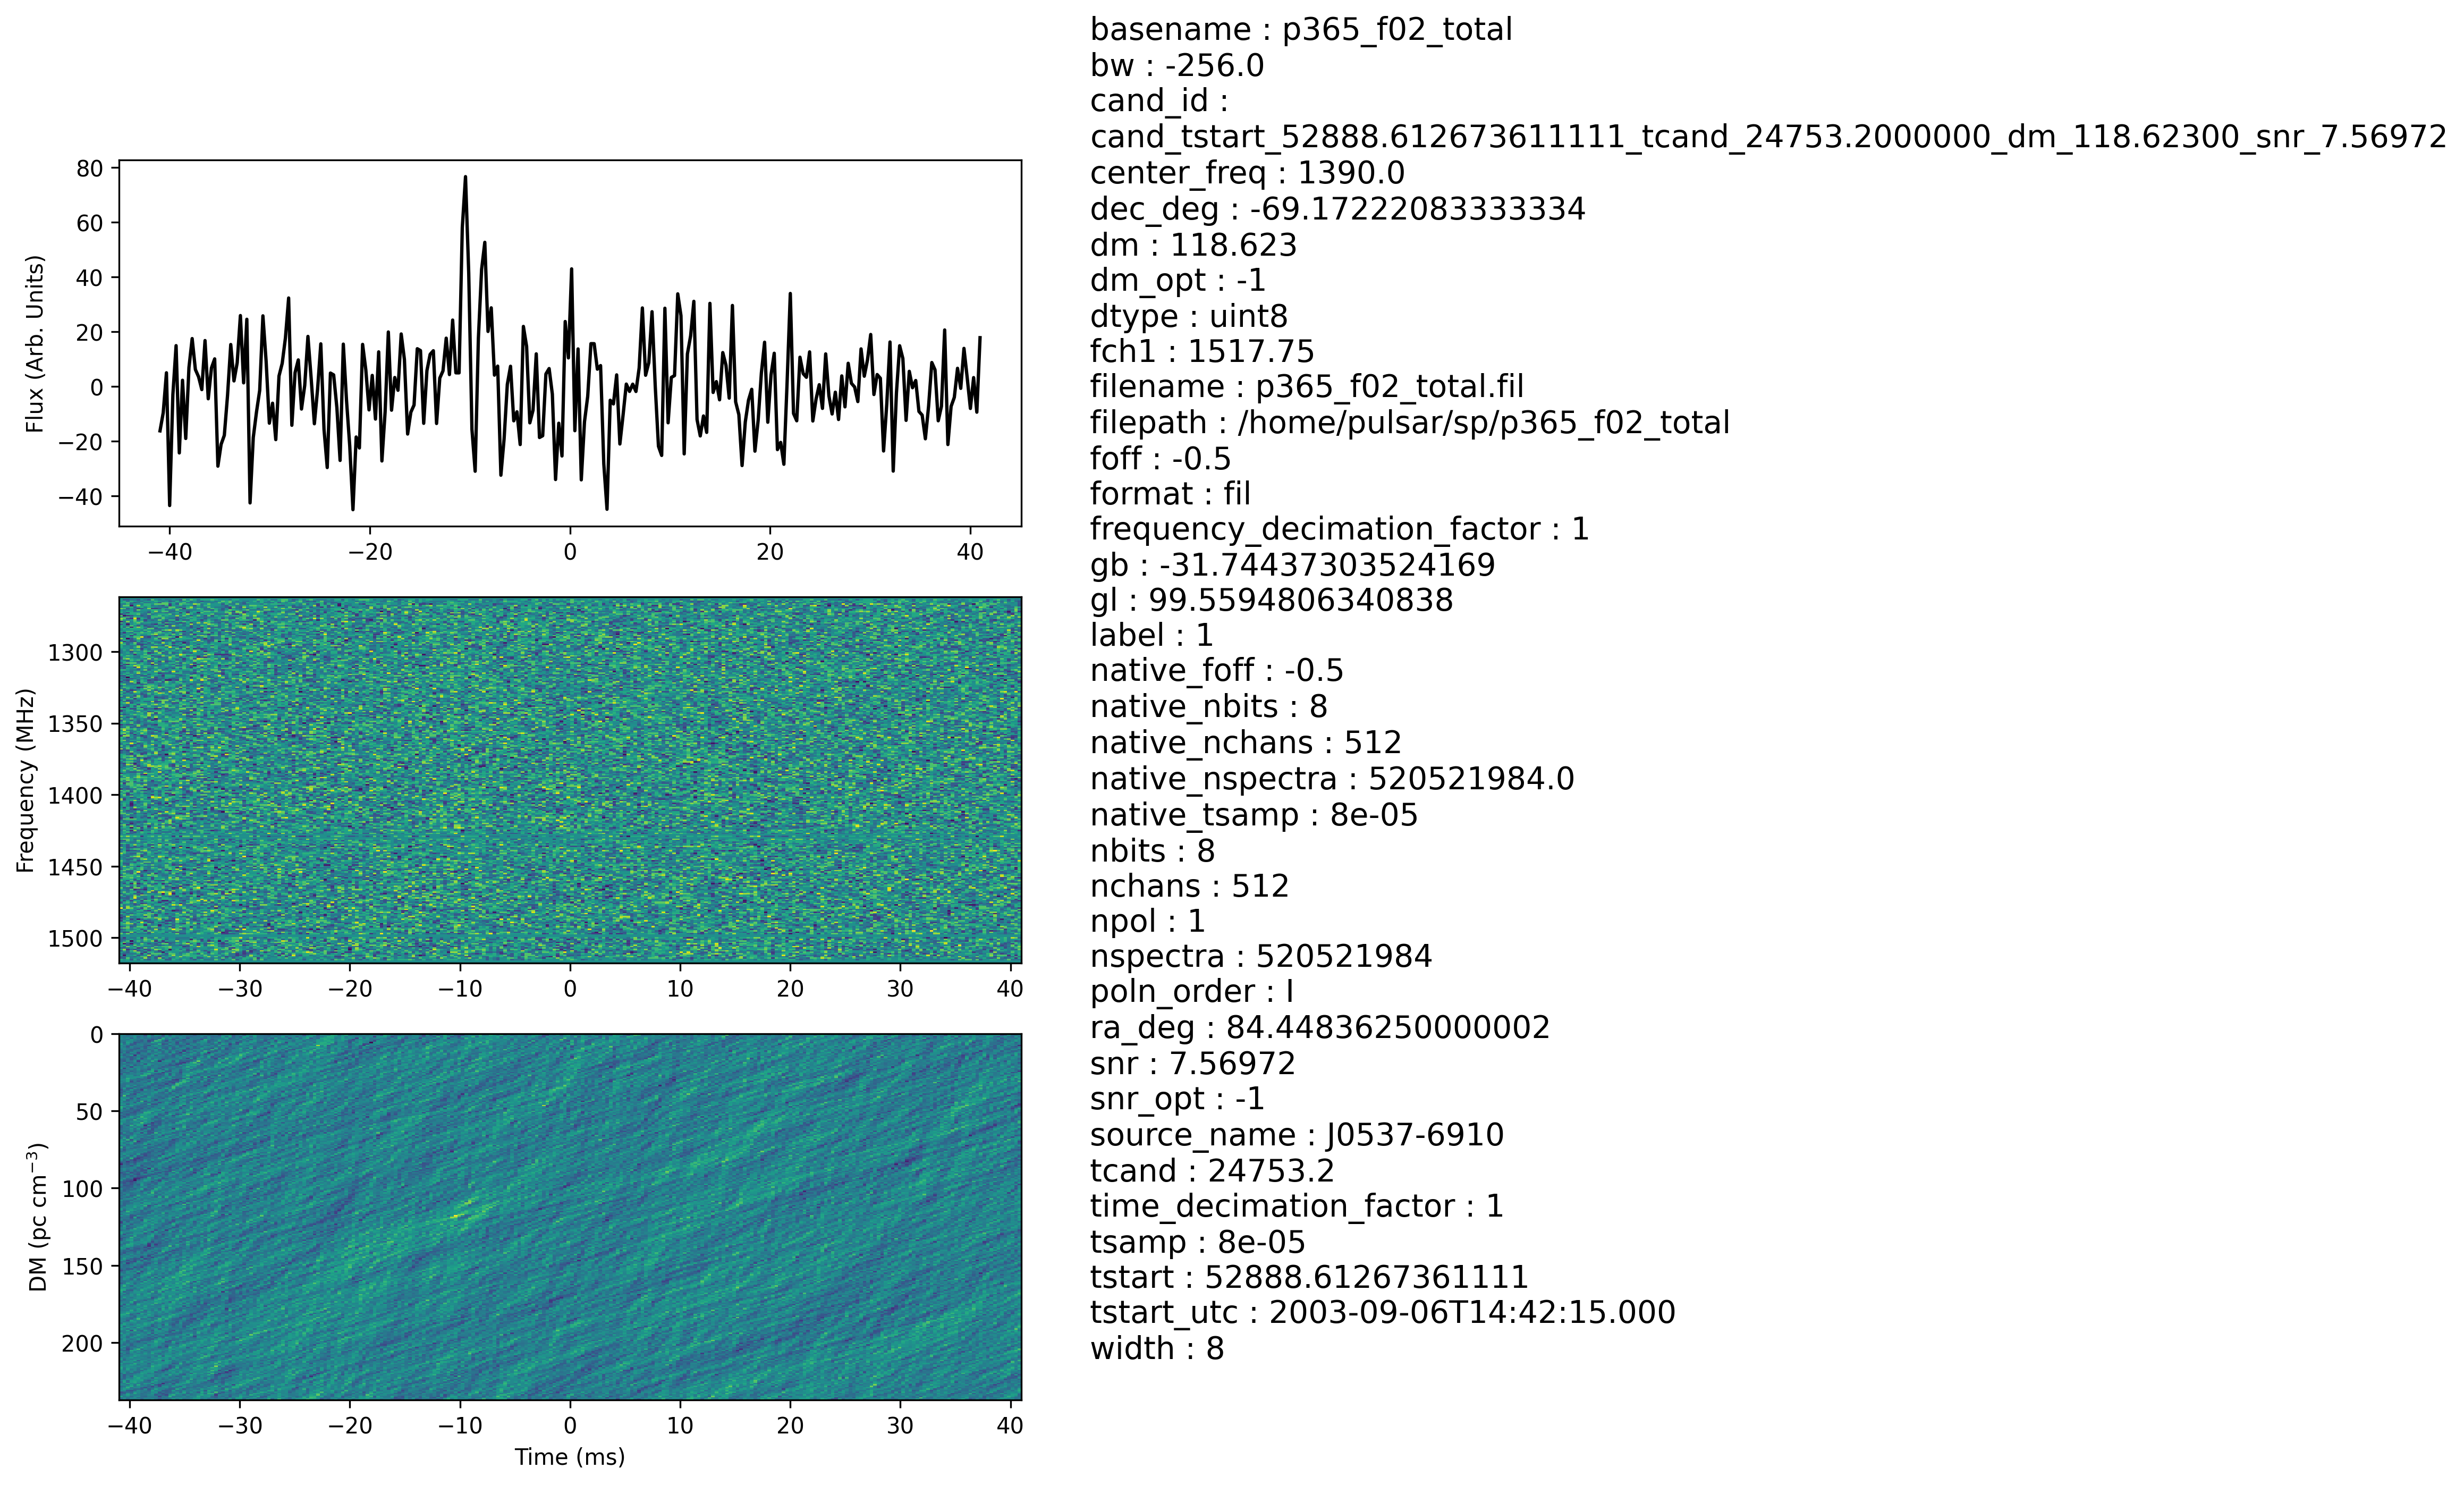 80
60
40
20
0
−20
−40
Flux (Arb. Units)
−40 −20 0 20 40
1300
1350
1400
1450
1500
Frequency (MHz)
−40 −30 −20 −10 0 10 20 30 40
0
50
100
150
200
DM (pc cm⁻³)
−40 −30 −20 −10 0 10 20 30 40
Time (ms)
basename : p365_f02_total
bw : -256.0
cand_id :
cand_tstart_52888.612673611111_tcand_24753.2000000_dm_118.62300_snr_7.56972
center_freq : 1390.0
dec_deg : -69.17222083333334
dm : 118.623
dm_opt : -1
dtype : uint8
fch1 : 1517.75
filename : p365_f02_total.fil
filepath : /home/pulsar/sp/p365_f02_total
foff : -0.5
format : fil
frequency_decimation_factor : 1
gb : -31.74437303524169
gl : 99.5594806340838
label : 1
native_foff : -0.5
native_nbits : 8
native_nchans : 512
native_nspectra : 520521984.0
native_tsamp : 8e-05
nbits : 8
nchans : 512
npol : 1
nspectra : 520521984
poln_order : I
ra_deg : 84.44836250000002
snr : 7.56972
snr_opt : -1
source_name : J0537-6910
tcand : 24753.2
time_decimation_factor : 1
tsamp : 8e-05
tstart : 52888.61267361111
tstart_utc : 2003-09-06T14:42:15.000
width : 8